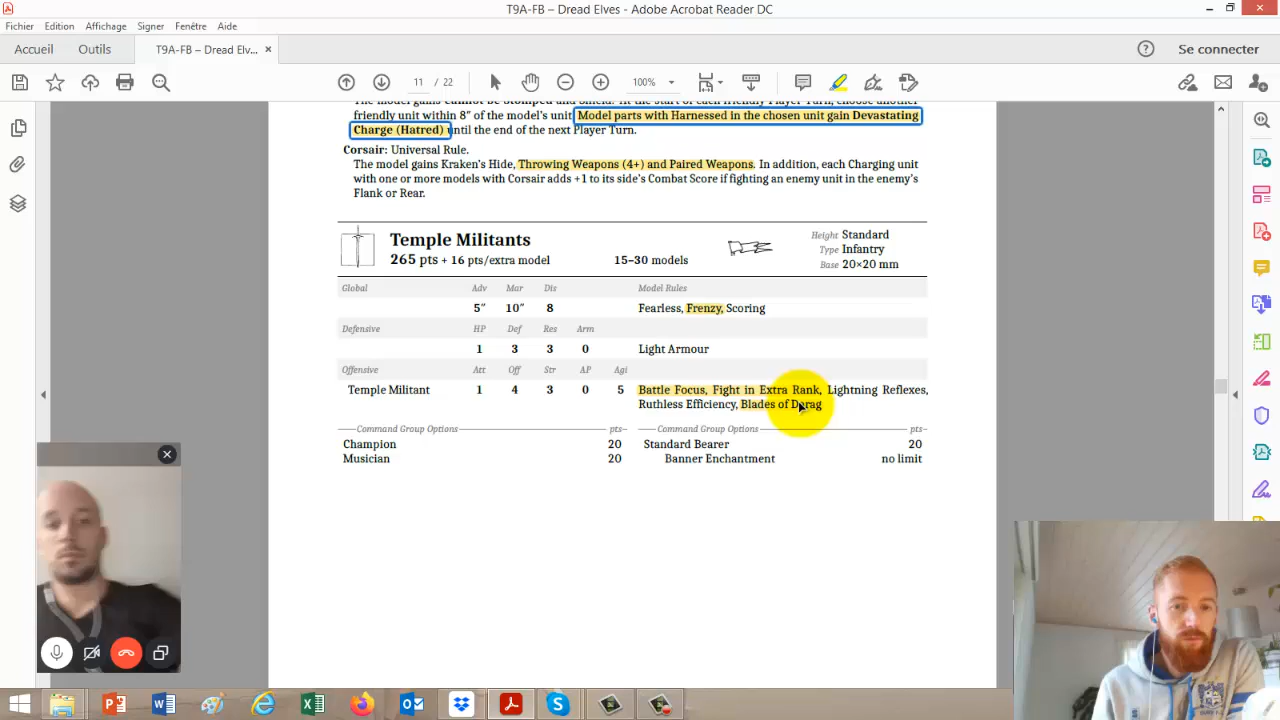 T9A-FB – Dread Elves - Adobe Acrobat Reader DC
Fichier Edition Affichage Signer Fenêtre Aide
Accueil Outils T9A-FB – Dread Elv... × ? Se connecter
11 / 22 100%
friendly unit within 8″ of the model's unit Model parts with Harnessed in the chosen unit gain Devastating
Charge (Hatred) until the end of the next Player Turn.
Corsair: Universal Rule.
The model gains Kraken's Hide, Throwing Weapons (4+) and Paired Weapons. In addition, each Charging unit
with one or more models with Corsair adds +1 to its side's Combat Score if fighting an enemy unit in the enemy's
Flank or Rear.
Temple Militants
265 pts + 16 pts/extra model 15–30 models
Height Standard
Type Infantry
Base 20×20 mm
Global Adv Mar Dis Model Rules
5″ 10″ 8 Fearless, Frenzy, Scoring
Defensive HP Def Res Arm
1 3 3 0 Light Armour
Offensive Att Off Str AP Agi
Temple Militant 1 4 3 0 5 Battle Focus, Fight in Extra Rank, Lightning Reflexes,
Ruthless Efficiency, Blades of Darag
Command Group Options pts Command Group Options pts
Champion 20 Standard Bearer 20
Musician 20 Banner Enchantment no limit